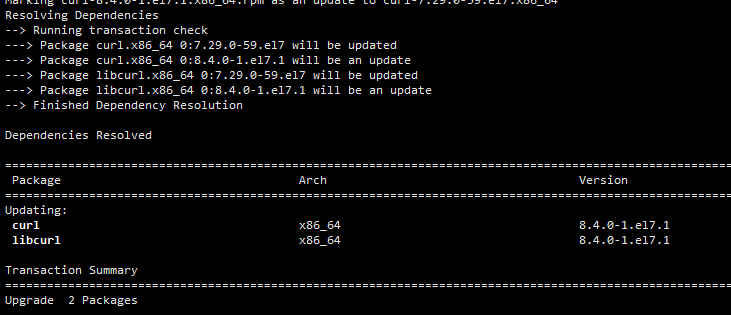 Marking curl-8.4.0-1.el7.1.x86_64.rpm as an update to curl-7.29.0-59.el7.x86_64
Resolving Dependencies
--> Running transaction check
---> Package curl.x86_64 0:7.29.0-59.el7 will be updated
---> Package curl.x86_64 0:8.4.0-1.el7.1 will be an update
---> Package libcurl.x86_64 0:7.29.0-59.el7 will be updated
---> Package libcurl.x86_64 0:8.4.0-1.el7.1 will be an update
--> Finished Dependency Resolution
Dependencies Resolved
================================================================================================================
Package Arch Version
================================================================================================================
Updating:
curl x86_64 8.4.0-1.el7.1
libcurl x86_64 8.4.0-1.el7.1
Transaction Summary
================================================================================================================
Upgrade 2 Packages